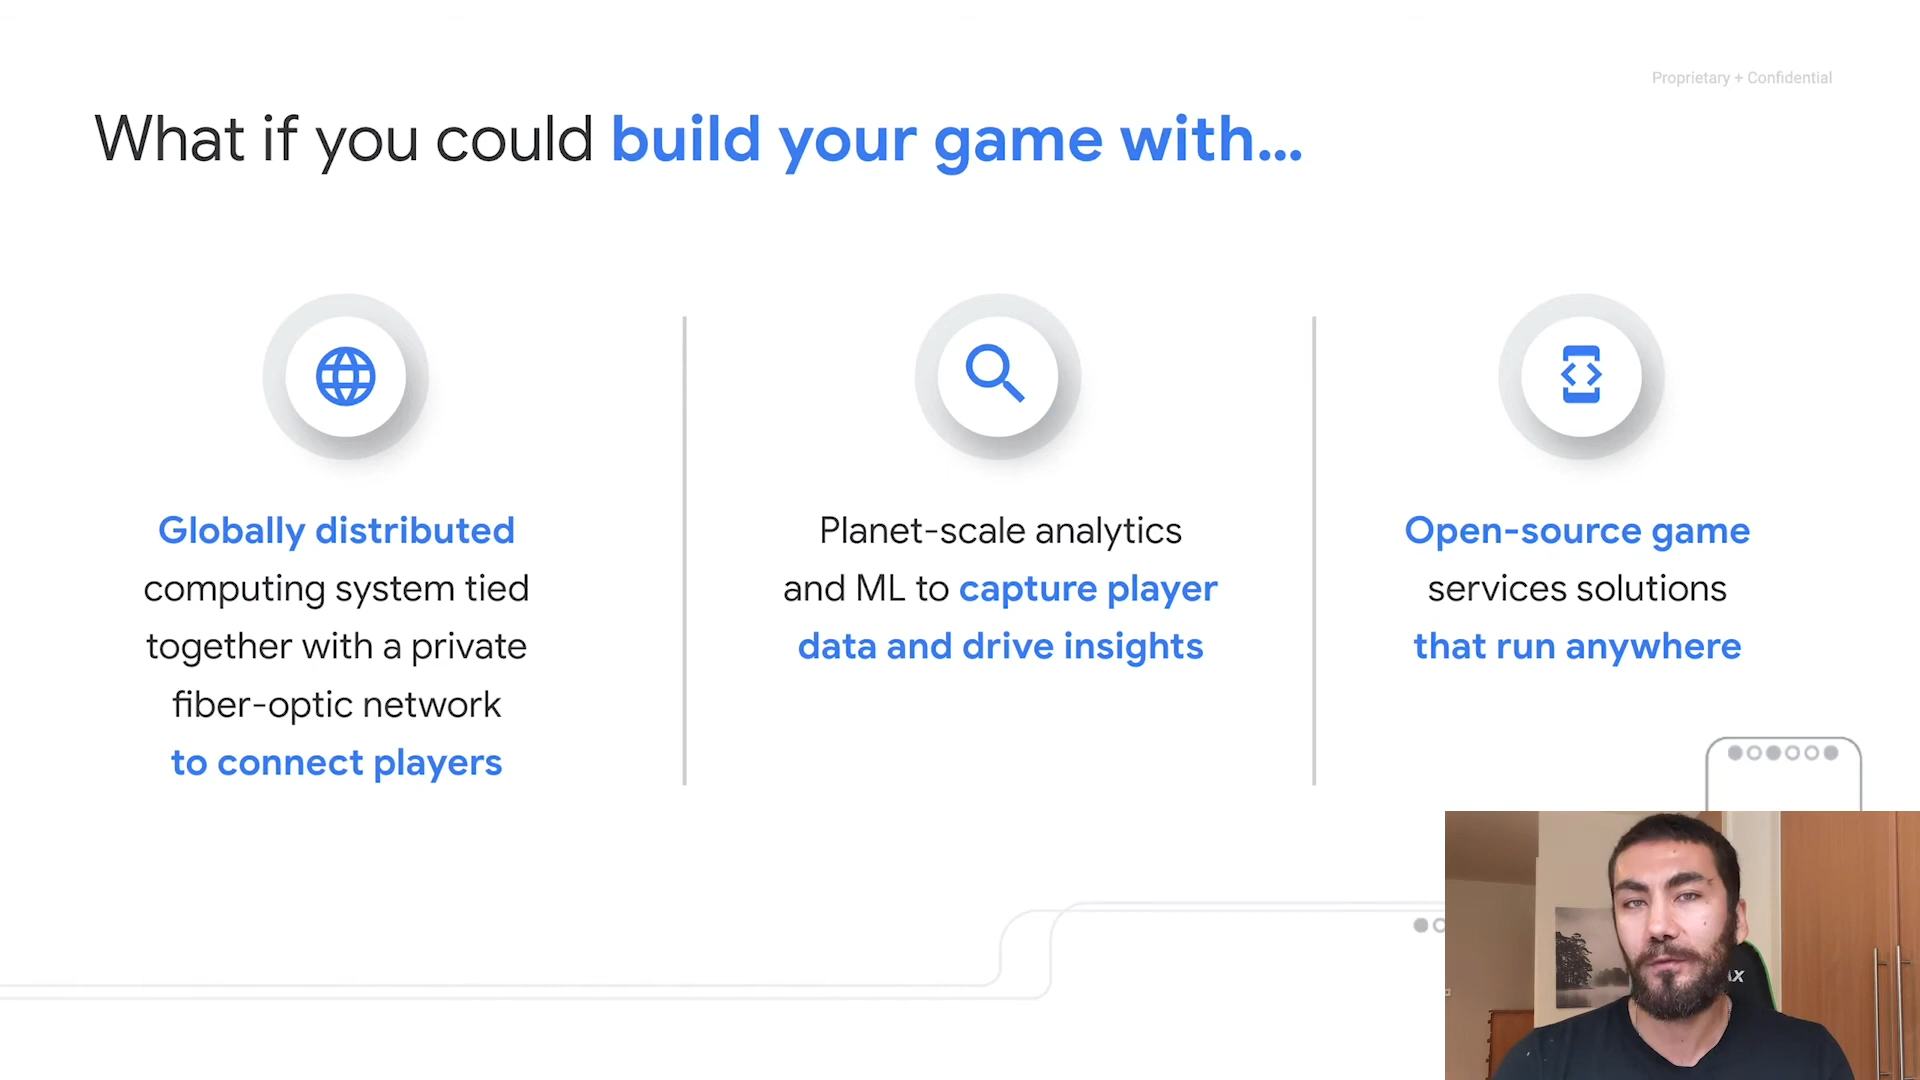 Proprietary + Confidential
What if you could build your game with...
Globally distributed
computing system tied
together with a private
fiber-optic network
to connect players
Planet-scale analytics
and ML to capture player
data and drive insights
Open-source game
services solutions
that run anywhere